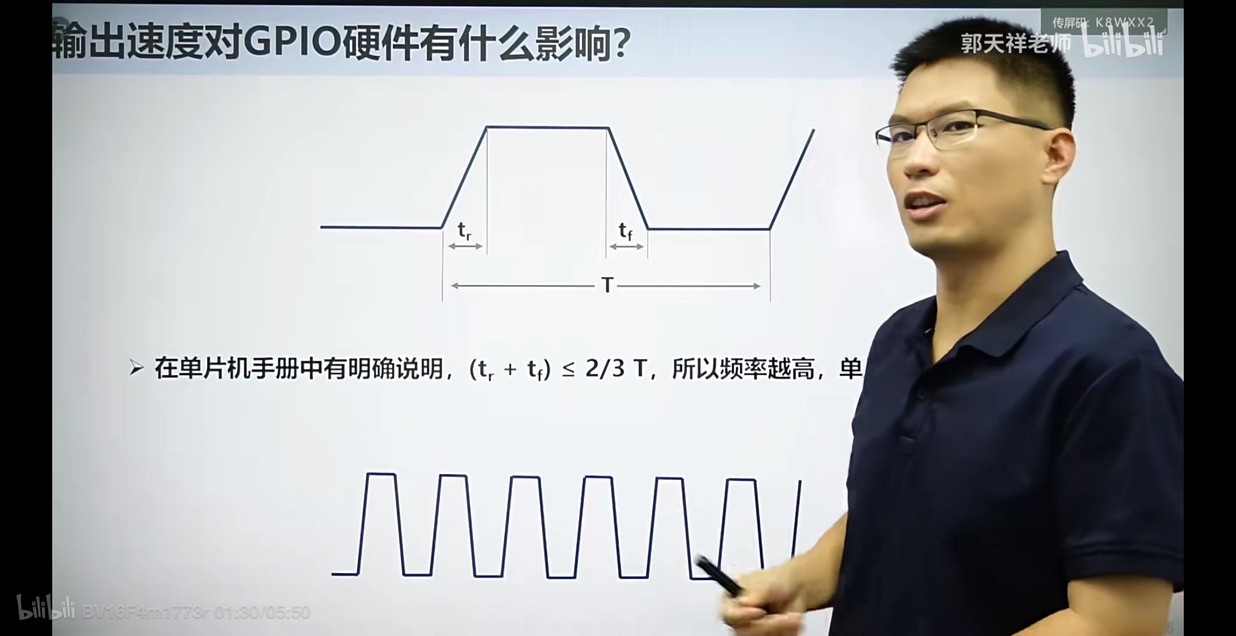 传屏码: K8WXX2
输出速度对GPIO硬件有什么影响?
郭天祥老师 bilibili
tr
tf
T
➢ 在单片机手册中有明确说明，(tr + tf) ≤ 2/3 T，所以频率越高，单
bilibili BV16F4m1773r 01:30/05:50